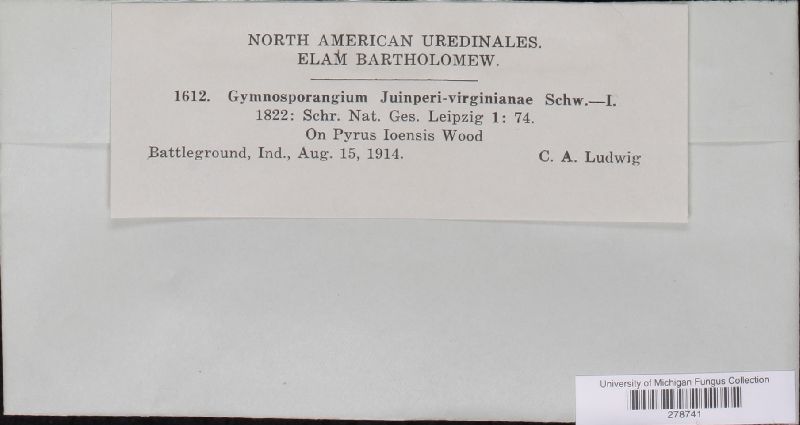 NORTH AMERICAN UREDINALES.
ELAM BARTHOLOMEW.
1612. Gymnosporangium Juinperi-virginianae Schw.—I.
1822: Schr. Nat. Ges. Leipzig 1: 74.
On Pyrus Ioensis Wood
Battleground, Ind., Aug. 15, 1914. C. A. Ludwig
University of Michigan Fungus Collection
278741